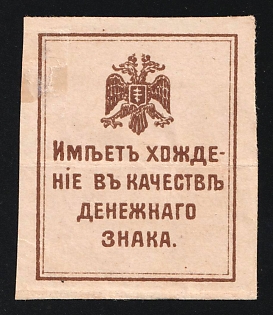 Имѣетъ хожде-
ніе въ качествѣ
денежнаго
знака.